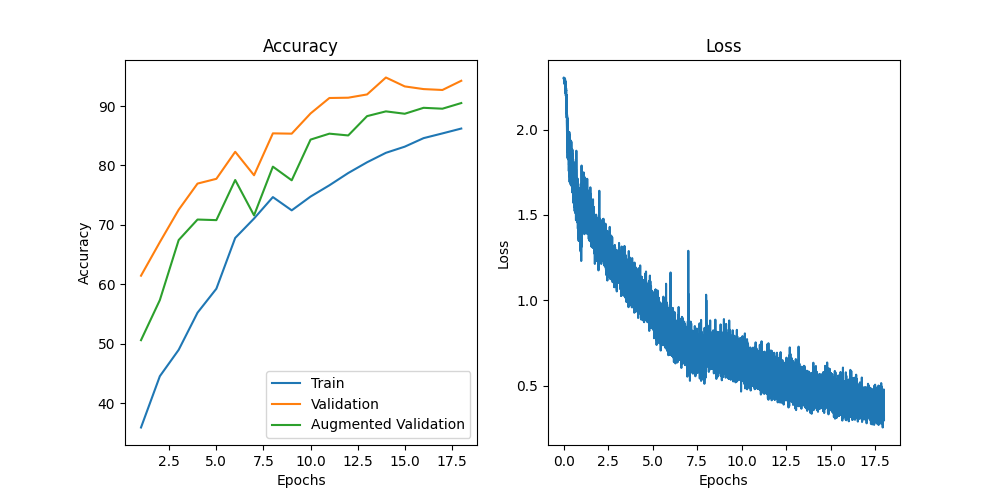 Accuracy
Accuracy
90
80
70
60
50
40
Train
Validation
Augmented Validation
2.5 5.0 7.5 10.0 12.5 15.0 17.5
Epochs
Loss
Loss
2.0
1.5
1.0
0.5
0.0 2.5 5.0 7.5 10.0 12.5 15.0 17.5
Epochs